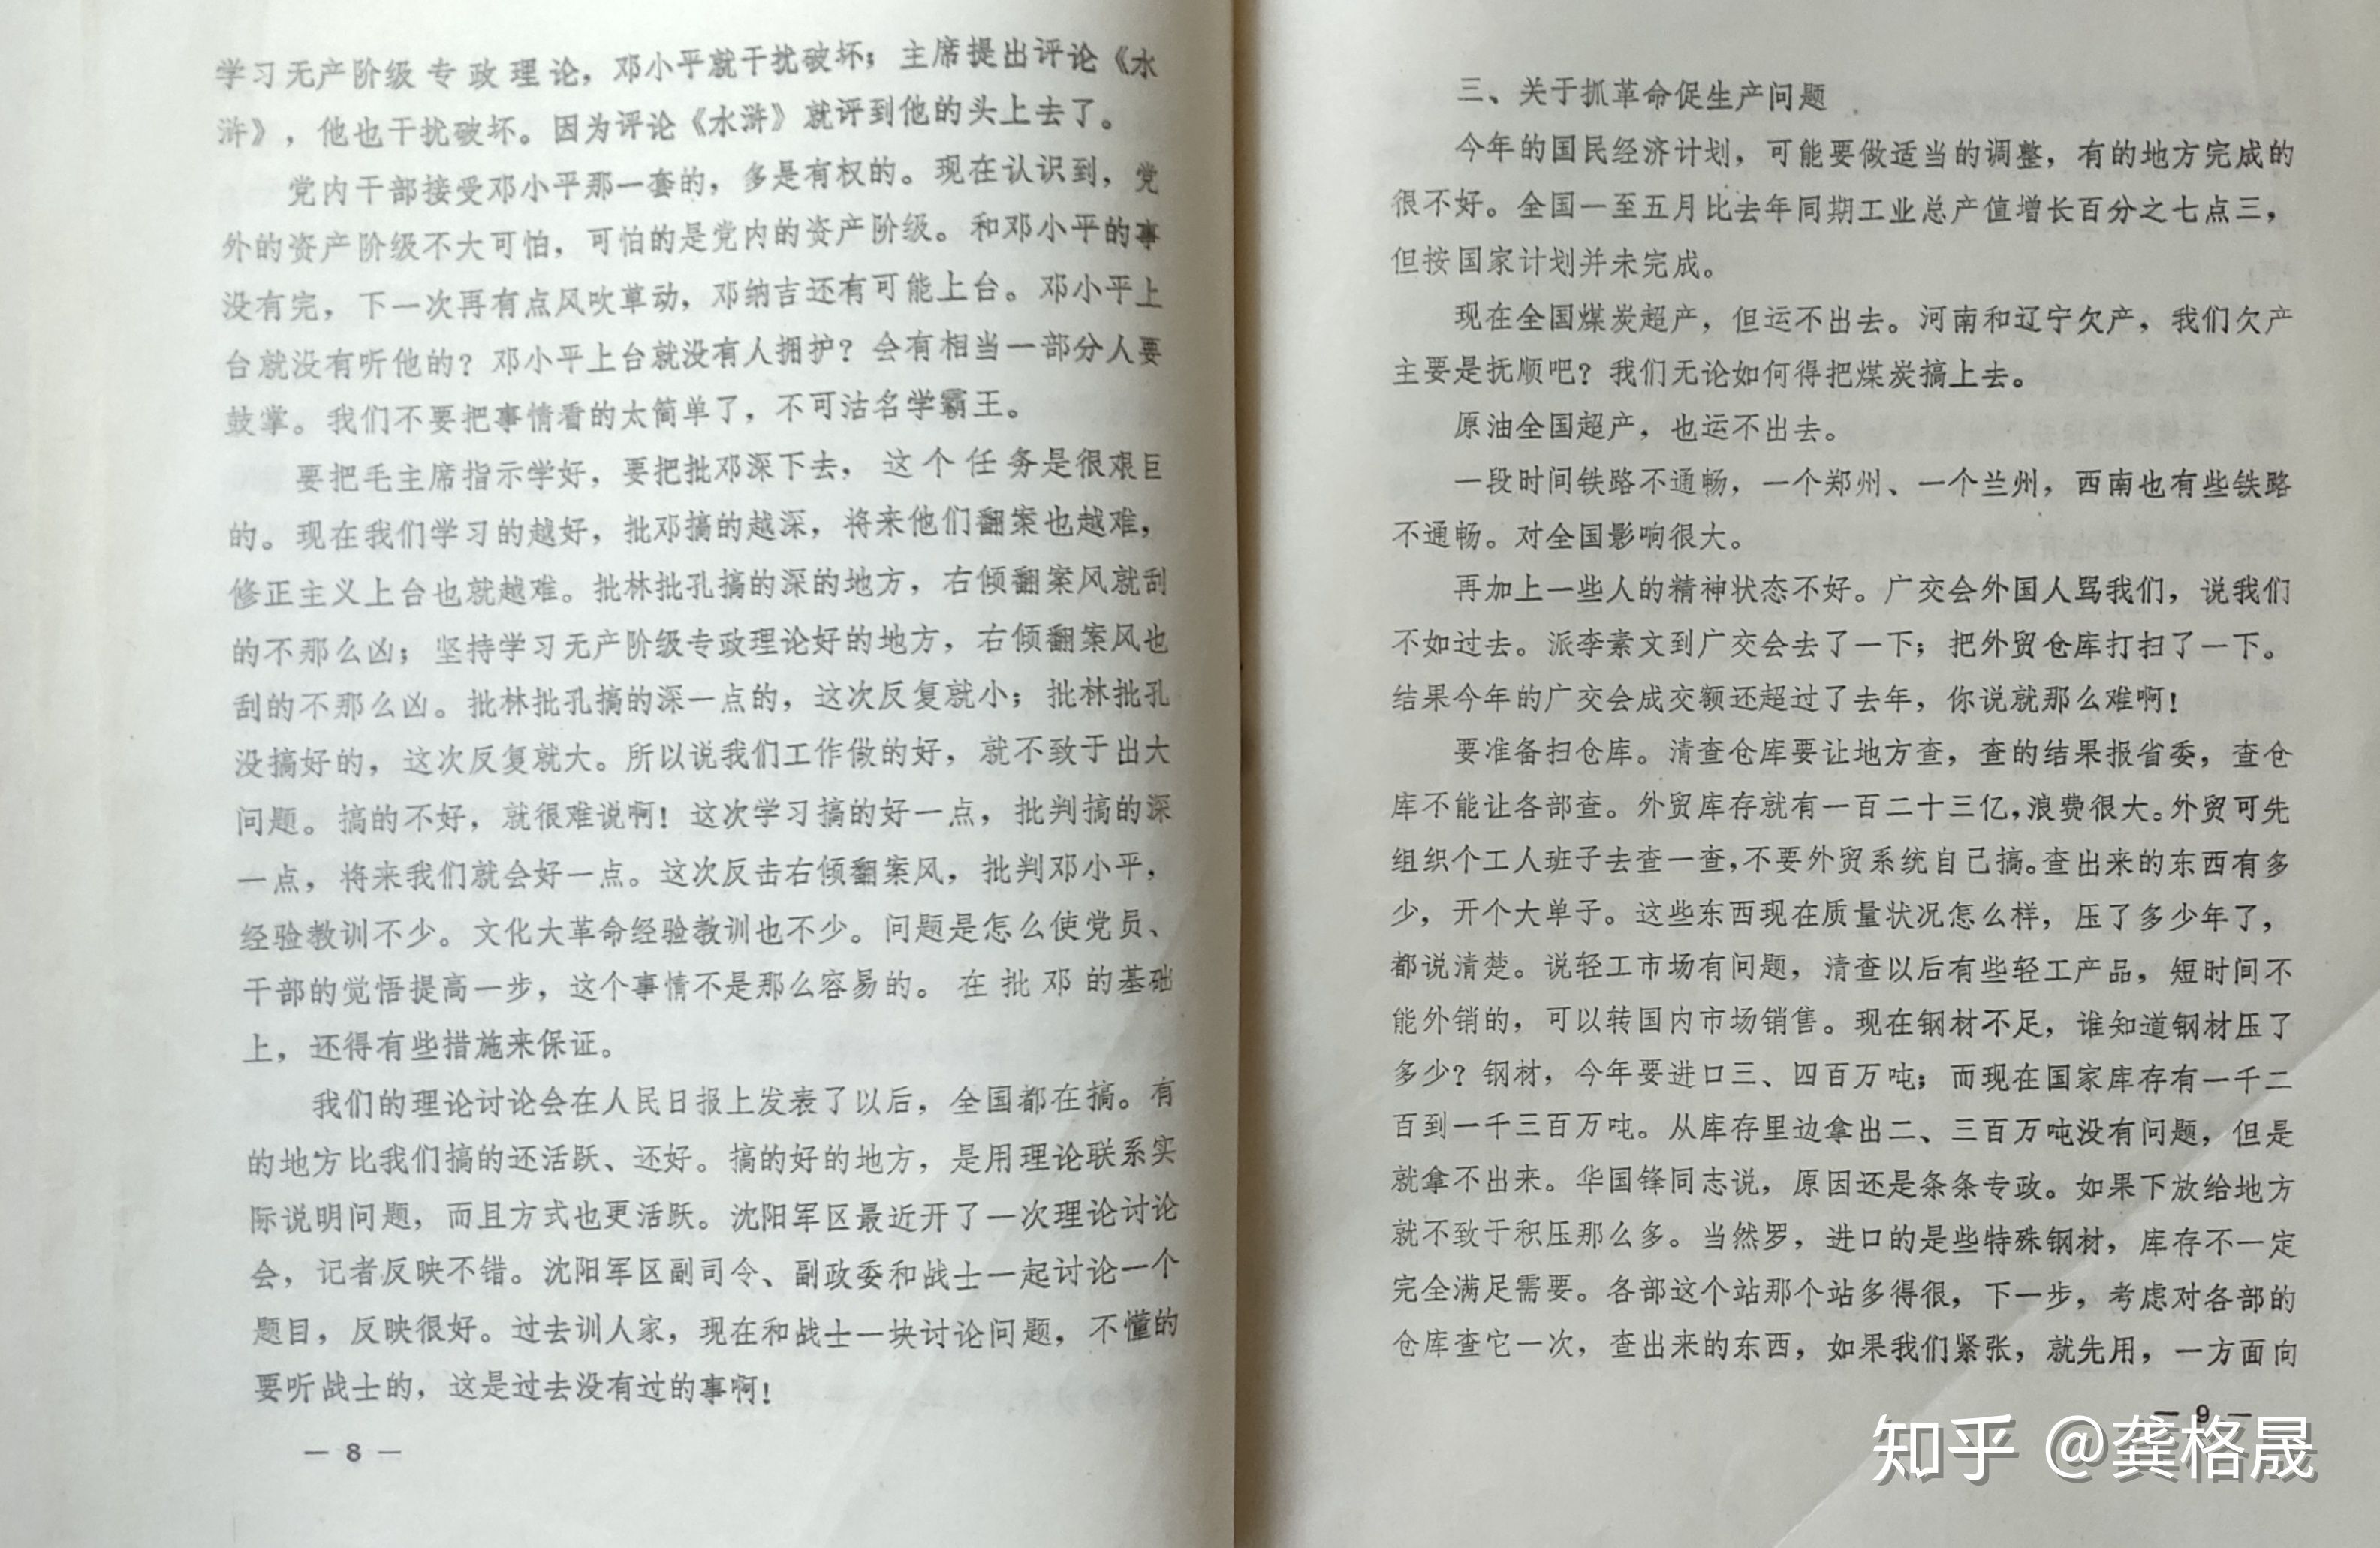 学习无产阶级专政理论，邓小平就干扰破坏；主席提出评论《水
浒》，他也干扰破坏。因为评论《水浒》就评到他的头上去了。
党内干部接受邓小平那一套的，多是有权的。现在认识到，党
外的资产阶级不大可怕，可怕的是党内的资产阶级。和邓小平的事
没有完，下一次再有点风吹草动，邓纳吉还有可能上台。邓小平上
台就没有听他的？邓小平上台就没有人拥护？会有相当一部分人要
鼓掌。我们不要把事情看的太简单了，不可沽名学霸王。
要把毛主席指示学好，要把批邓深下去，这个任务是很艰巨
的。现在我们学习的越好，批邓搞的越深，将来他们翻案也越难，
修正主义上台也就越难。批林批孔搞的深的地方，右倾翻案风就刮
的不那么凶；坚持学习无产阶级专政理论好的地方，右倾翻案风也
刮的不那么凶。批林批孔搞的深一点的，这次反复就小；批林批孔
没搞好的，这次反复就大。所以说我们工作做的好，就不致于出大
问题。搞的不好，就很难说啊！这次学习搞的好一点，批判搞的深
一点，将来我们就会好一点。这次反击右倾翻案风，批判邓小平，
经验教训不少。文化大革命经验教训也不少。问题是怎么使党员、
干部的觉悟提高一步，这个事情不是那么容易的。在批邓的基础
上，还得有些措施来保证。
我们的理论讨论会在人民日报上发表了以后，全国都在搞。有
的地方比我们搞的还活跃、还好。搞的好的地方，是用理论联系实
际说明问题，而且方式也更活跃。沈阳军区最近开了一次理论讨论
会，记者反映不错。沈阳军区副司令、副政委和战士一起讨论一个
题目，反映很好。过去训人家，现在和战士一块讨论问题，不懂的
要听战士的，这是过去没有过的事啊！
— 8 —
三、关于抓革命促生产问题
今年的国民经济计划，可能要做适当的调整，有的地方完成的
很不好。全国一至五月比去年同期工业总产值增长百分之七点三，
但按国家计划并未完成。
现在全国煤炭超产，但运不出去。河南和辽宁欠产，我们欠产
主要是抚顺吧？我们无论如何得把煤炭搞上去。
原油全国超产，也运不出去。
一段时间铁路不通畅，一个郑州、一个兰州，西南也有些铁路
不通畅。对全国影响很大。
再加上一些人的精神状态不好。广交会外国人骂我们，说我们
不如过去。派李素文到广交会去了一下；把外贸仓库打扫了一下。
结果今年的广交会成交额还超过了去年，你说就那么难啊！
要准备扫仓库。清查仓库要让地方查，查的结果报省委，查仓
库不能让各部查。外贸库存就有一百二十三亿，浪费很大。外贸可先
组织个工人班子去查一查，不要外贸系统自己搞。查出来的东西有多
少，开个大单子。这些东西现在质量状况怎么样，压了多少年了，
都说清楚。说轻工市场有问题，清查以后有些轻工产品，短时间不
能外销的，可以转国内市场销售。现在钢材不足，谁知道钢材压了
多少？钢材，今年要进口三、四百万吨；而现在国家库存有一千二
百到一千三百万吨。从库存里边拿出二、三百万吨没有问题，但是
就拿不出来。华国锋同志说，原因还是条条专政。如果下放给地方
就不致于积压那么多。当然罗，进口的是些特殊钢材，库存不一定
完全满足需要。各部这个站那个站多得很，下一步，考虑对各部的
仓库查它一次，查出来的东西，如果我们紧张，就先用，一方面向
— 9 —
知乎 @龚格晟